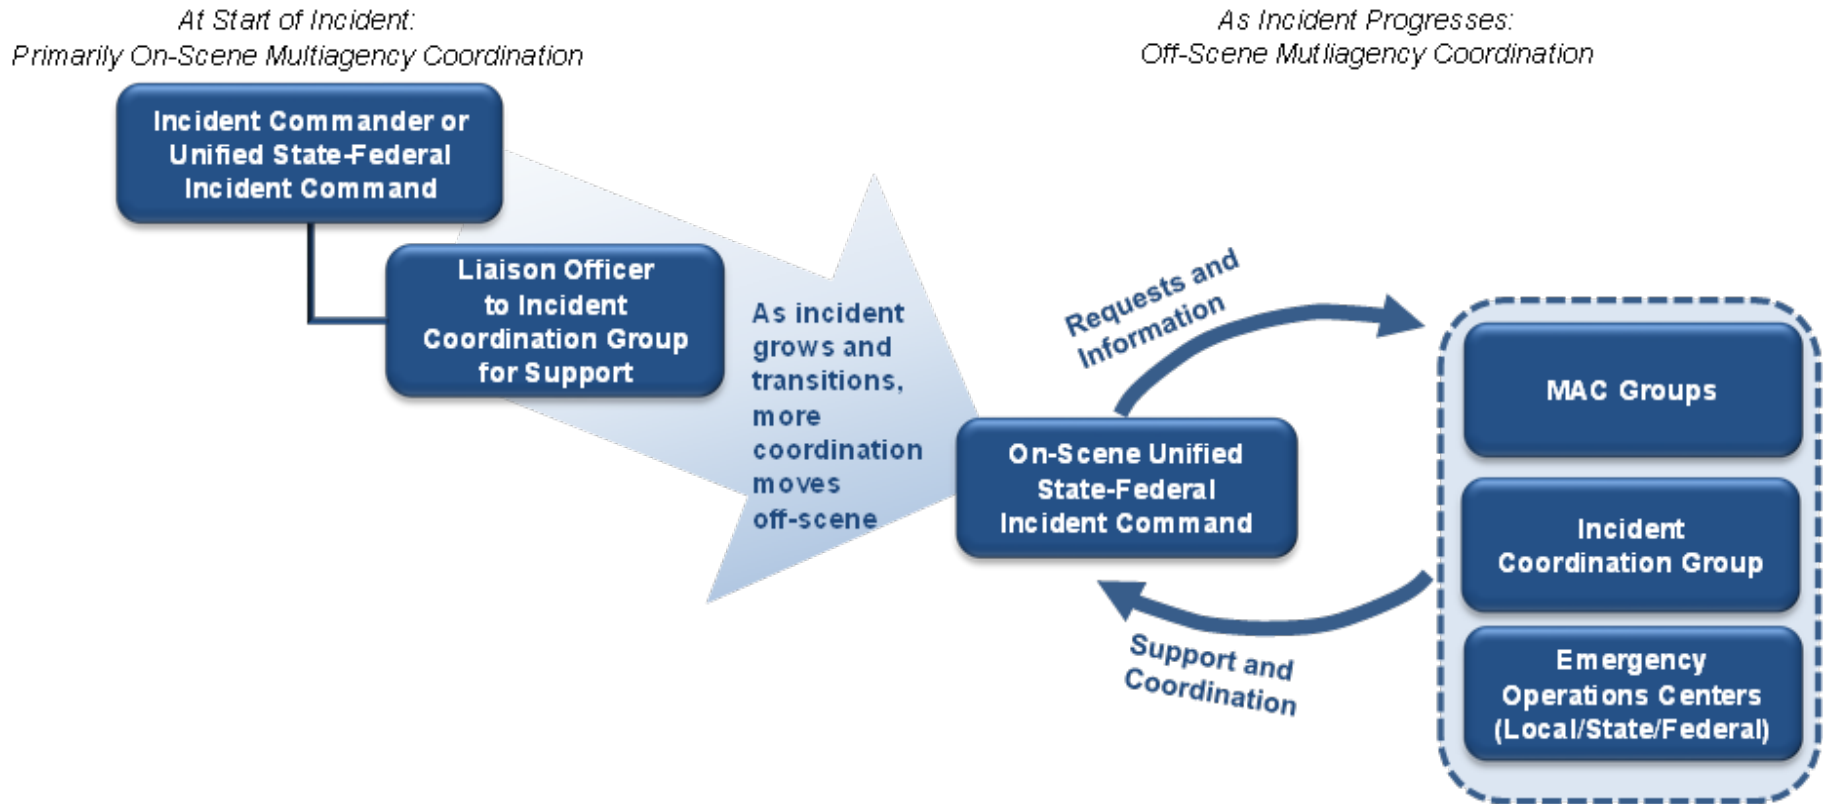 At Start of Incident:
Primarily On-Scene Multiagency Coordination
As Incident Progresses:
Off-Scene Mutliagency Coordination
Incident Commander or
Unified State-Federal
Incident Command
Liaison Officer
to Incident
Coordination Group
for Support
As incident
grows and
transitions,
more
coordination
moves
off-scene
On-Scene Unified
State-Federal
Incident Command
Requests and
Information
Support and
Coordination
MAC Groups
Incident
Coordination Group
Emergency
Operations Centers
(Local/State/Federal)